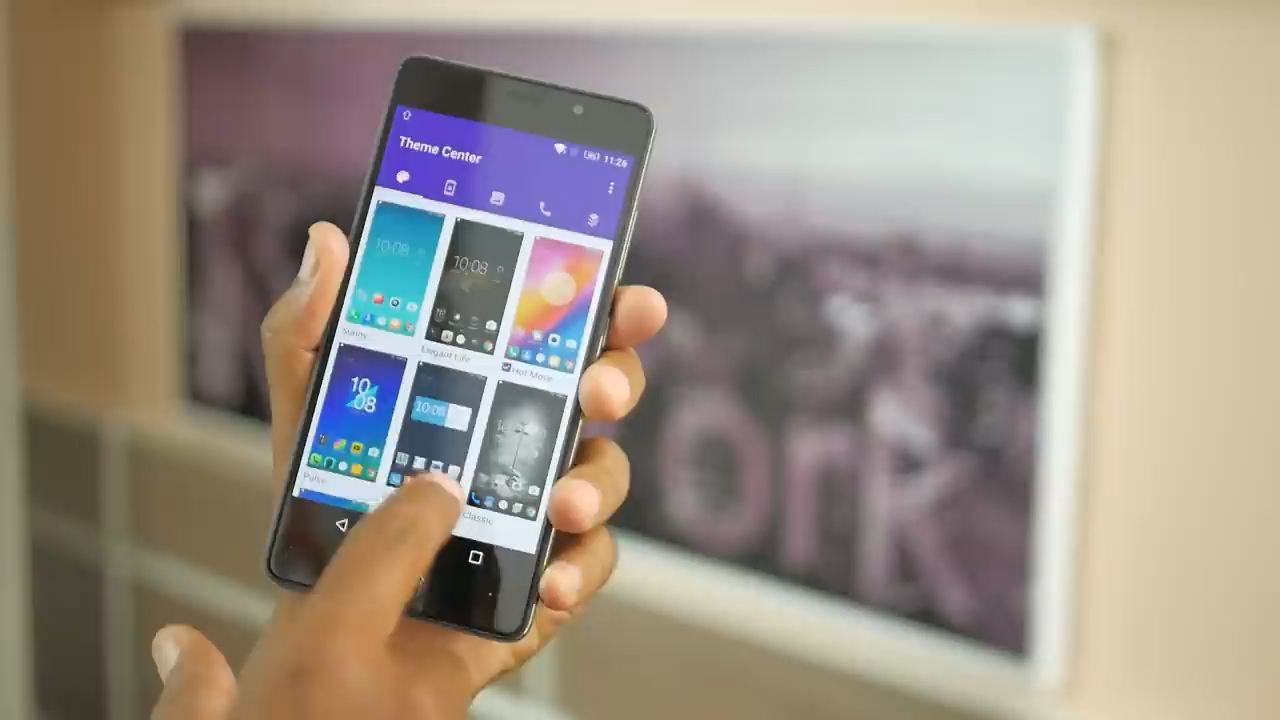 11:26
Theme Center
10:08
10:08
Sunny
Elegant Life
Hot Move
10
08
10:08
Pulse
Classic
ork